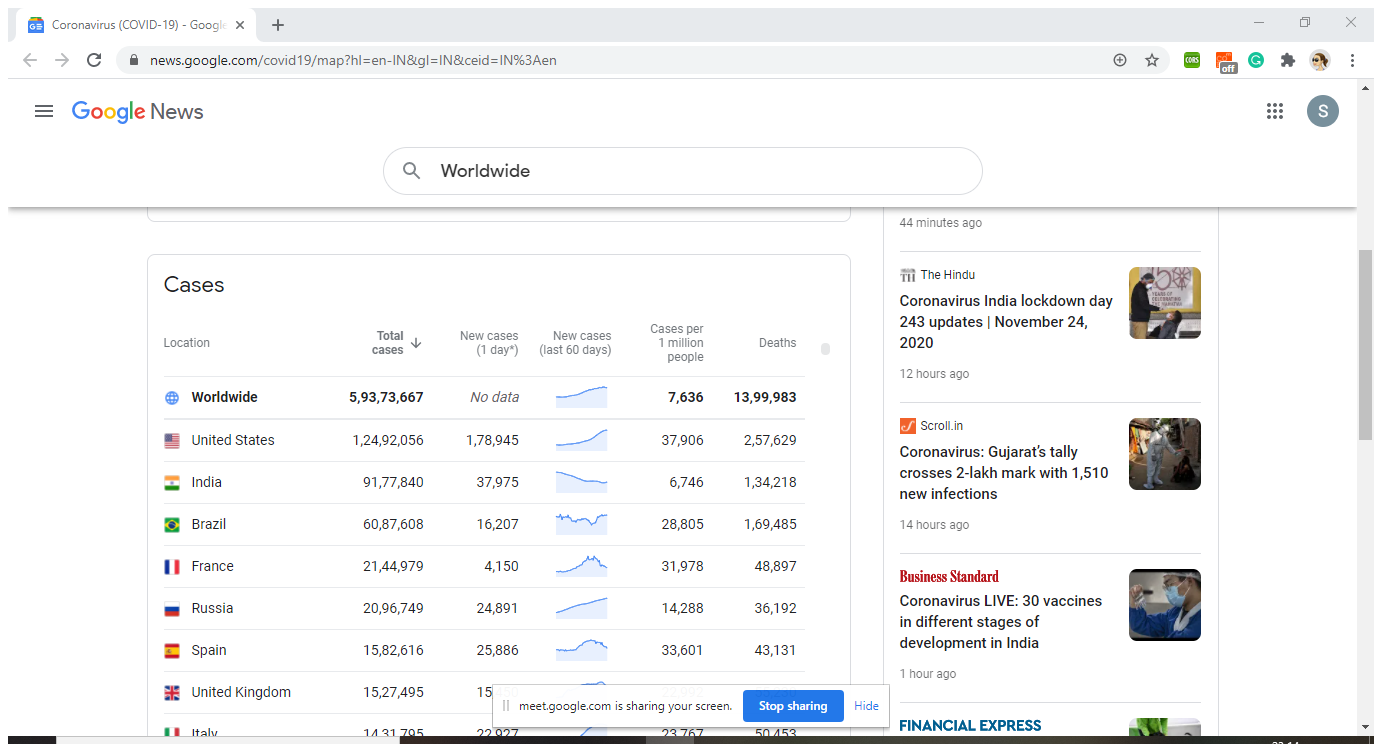 Coronavirus (COVID-19) - Google
news.google.com/covid19/map?hl=en-IN&gl=IN&ceid=IN%3Aen
CORS
off
Google News
S
Worldwide
Cases
Location Total cases New cases (1 day*) New cases (last 60 days) Cases per 1 million people Deaths
Worldwide 5,93,73,667 No data 7,636 13,99,983
United States 1,24,92,056 1,78,945 37,906 2,57,629
India 91,77,840 37,975 6,746 1,34,218
Brazil 60,87,608 16,207 28,805 1,69,485
France 21,44,979 4,150 31,978 48,897
Russia 20,96,749 24,891 14,288 36,192
Spain 15,82,616 25,886 33,601 43,131
United Kingdom 15,27,495
Italy 14,31,795 22,927 23,767 50,453
meet.google.com is sharing your screen. Stop sharing Hide
44 minutes ago
TH The Hindu
Coronavirus India lockdown day
243 updates | November 24,
2020
12 hours ago
Scroll.in
Coronavirus: Gujarat’s tally
crosses 2-lakh mark with 1,510
new infections
14 hours ago
Business Standard
Coronavirus LIVE: 30 vaccines
in different stages of
development in India
1 hour ago
FINANCIAL EXPRESS